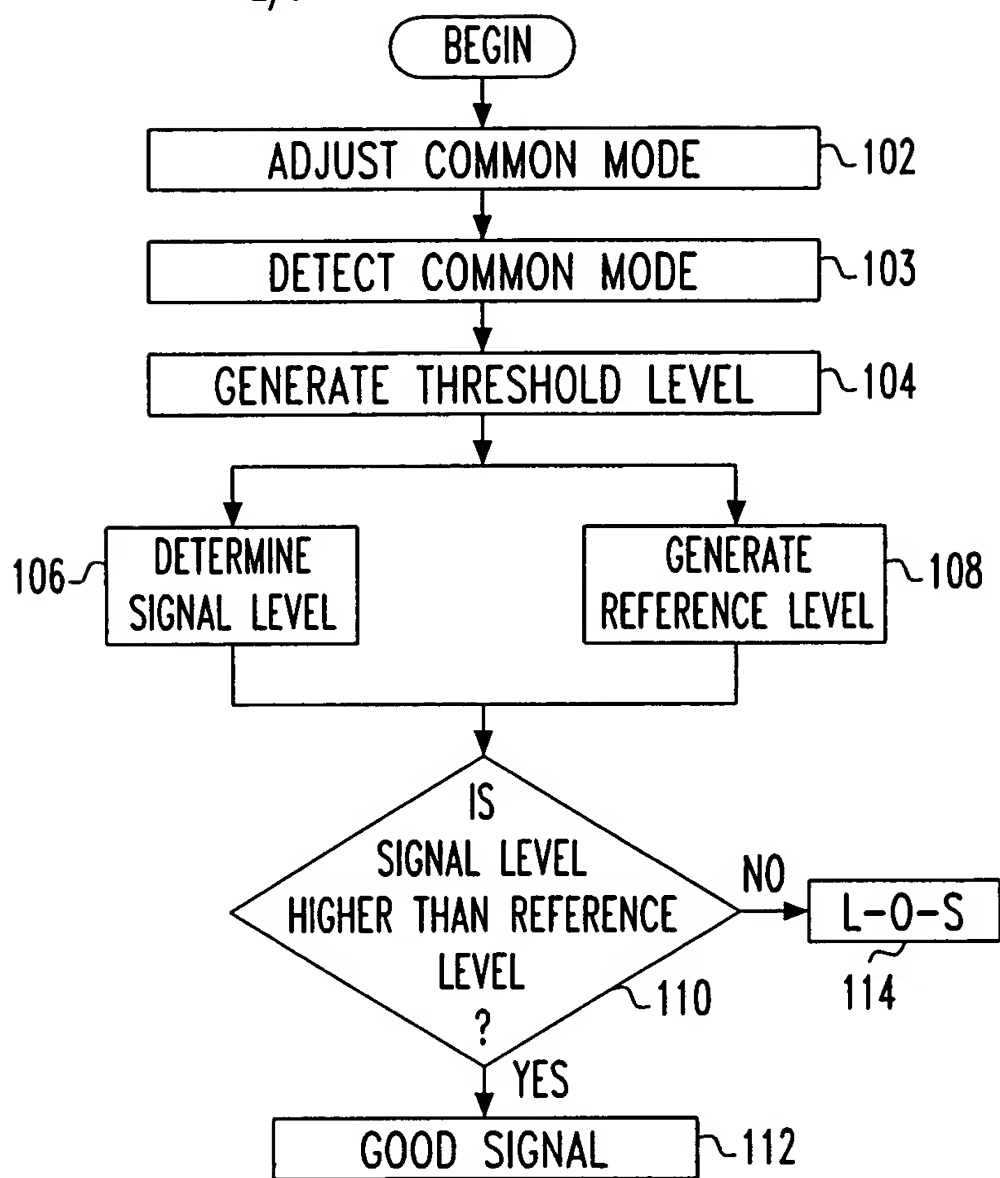 BEGIN
ADJUST COMMON MODE
102
DETECT COMMON MODE
103
GENERATE THRESHOLD LEVEL
104
106
DETERMINE
SIGNAL LEVEL
GENERATE
REFERENCE LEVEL
108
IS
SIGNAL LEVEL
HIGHER THAN REFERENCE
LEVEL
?
110
NO
L-O-S
114
YES
GOOD SIGNAL
112